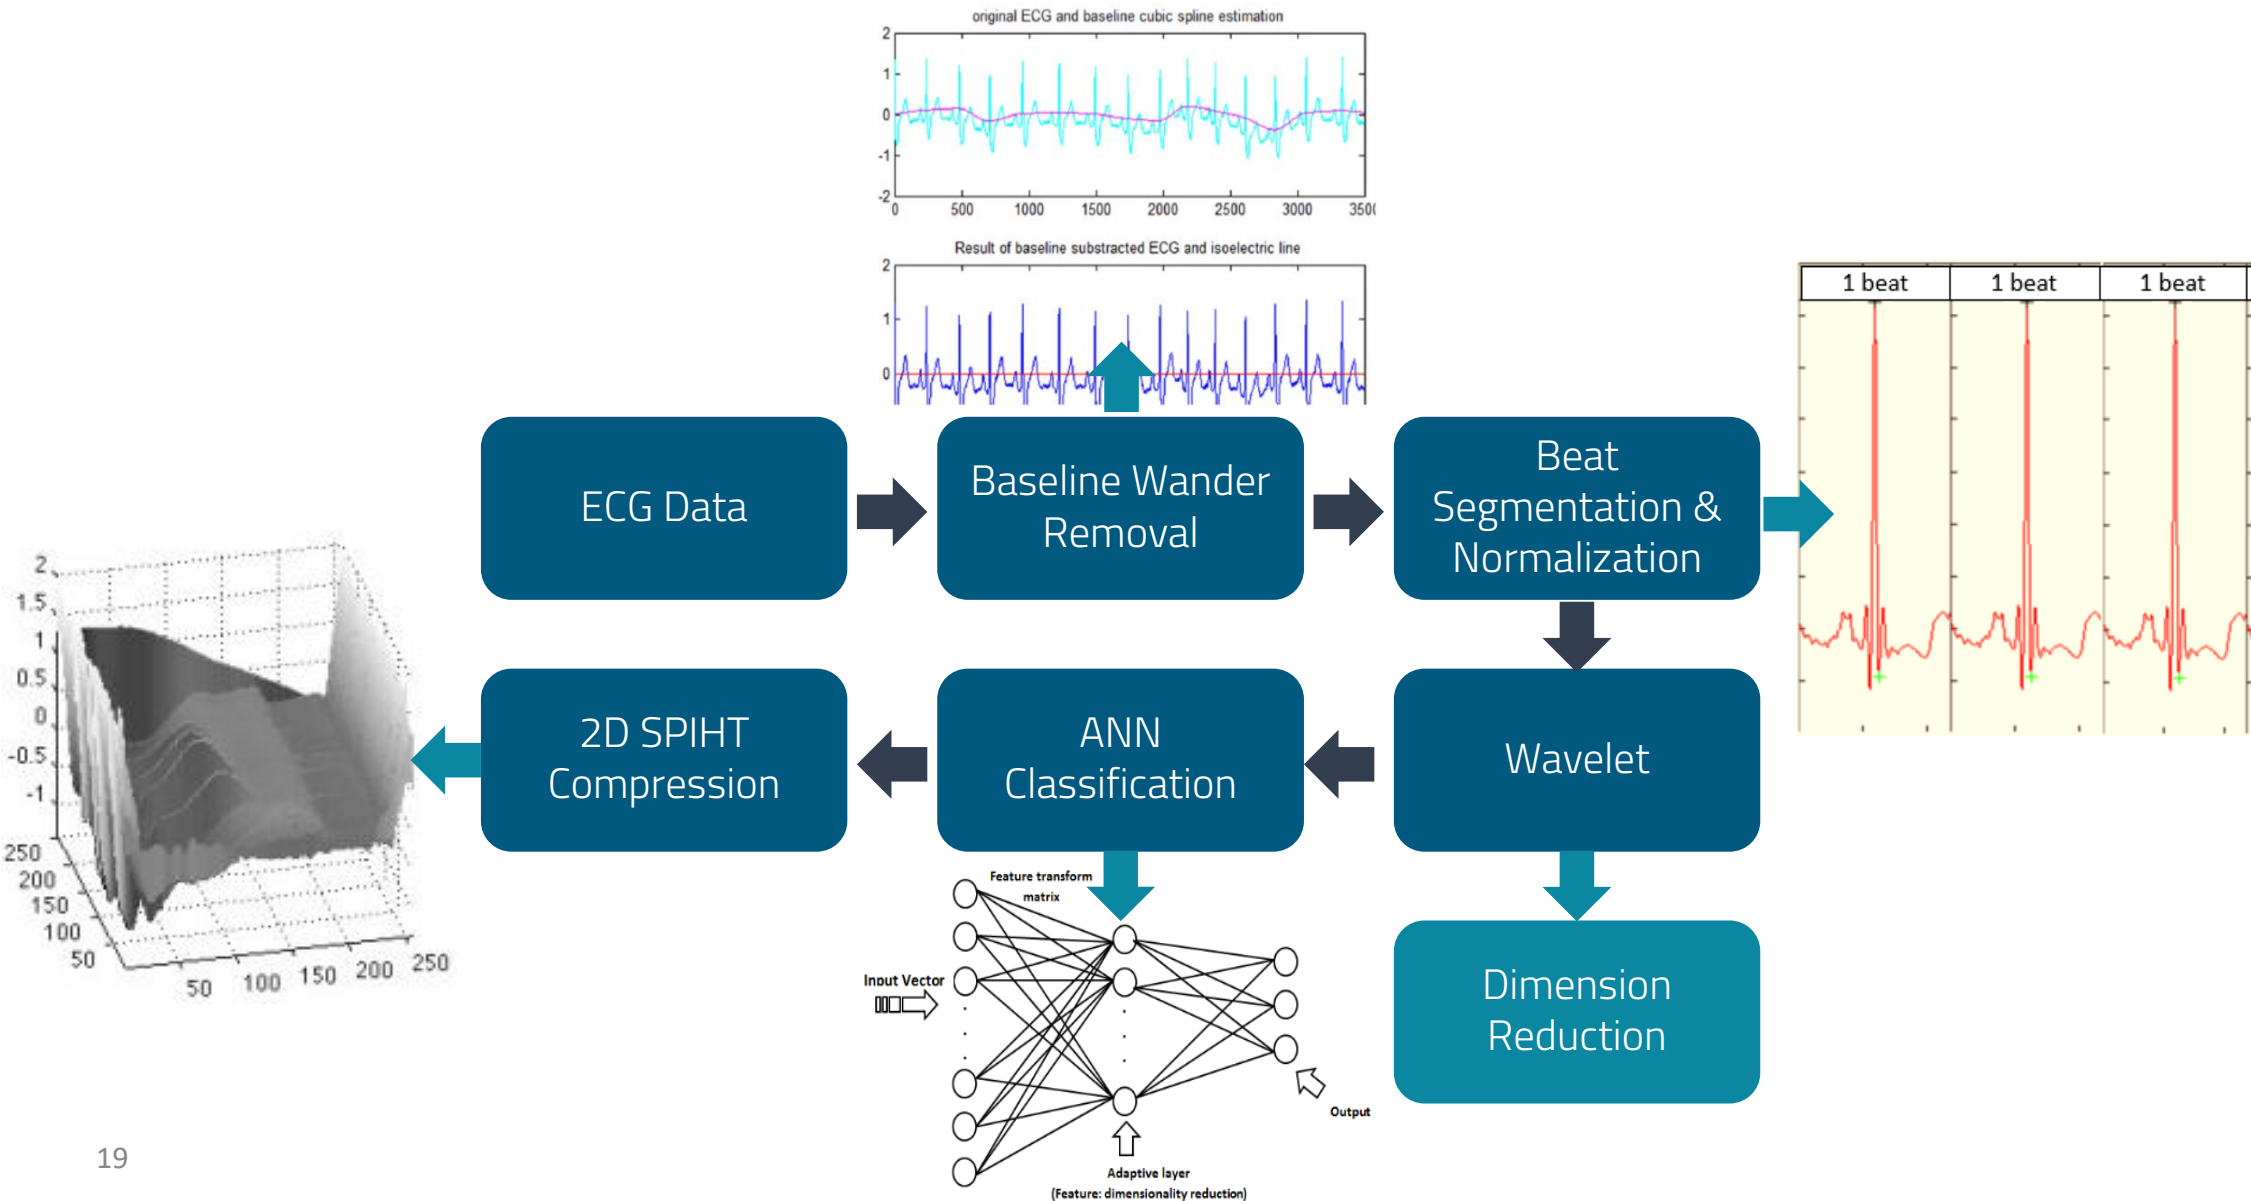 original ECG and baseline cubic spline estimation
2
1
0
-1
-2
0 500 1000 1500 2000 2500 3000 3500
Result of baseline substracted ECG and isoelectric line
2
1
0
1 beat 1 beat 1 beat
ECG Data
Baseline Wander
Removal
Beat
Segmentation &
Normalization
2D SPIHT
Compression
ANN
Classification
Wavelet
Dimension
Reduction
2
1.5
1
0.5
0
-0.5
-1
250
200
150
100
50
50 100 150 200 250
Feature transform
matrix
Input Vector
Output
Adaptive layer
(Feature: dimensionality reduction)
19